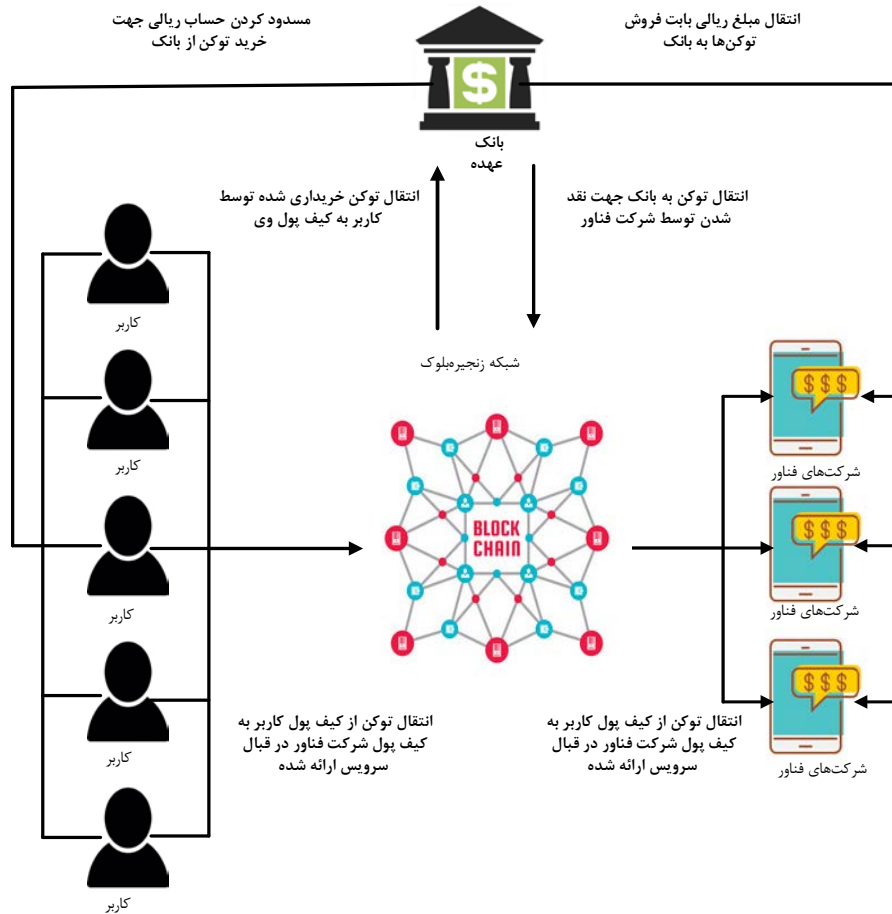 انتقال مبلغ ریالی بابت فروش
توکن‌ها به بانک
مسدود کردن حساب ریالی جهت
خرید توکن از بانک
$
بانک
عهده
انتقال توکن به بانک جهت نقد
شدن توسط شرکت فناور
انتقال توکن خریداری شده توسط
کاربر به کیف پول وی
شبکه زنجیره‌بلوک
کاربر
کاربر
کاربر
کاربر
کاربر
BLOCK
CHAIN
$ $ $
شرکت‌های فناور
$ $ $
شرکت‌های فناور
$ $ $
شرکت‌های فناور
انتقال توکن از کیف پول کاربر به
کیف پول شرکت فناور در قبال
سرویس ارائه شده
انتقال توکن از کیف پول کاربر به
کیف پول شرکت فناور در قبال
سرویس ارائه شده